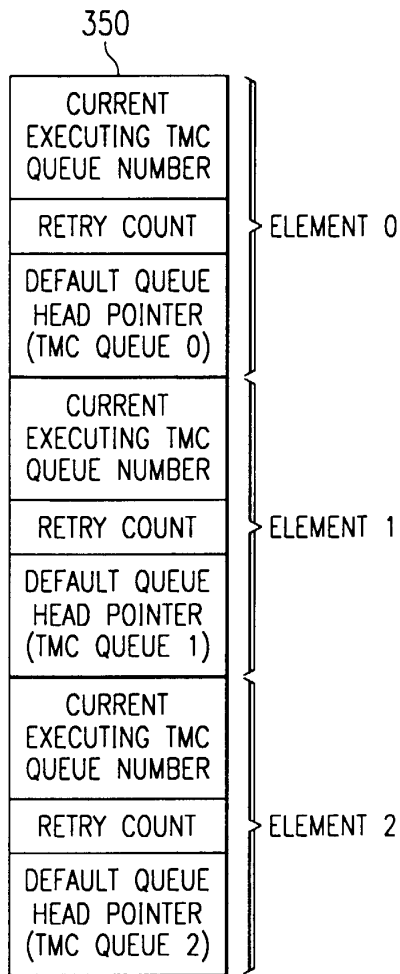 350
CURRENT
EXECUTING TMC
QUEUE NUMBER
RETRY COUNT
DEFAULT QUEUE
HEAD POINTER
(TMC QUEUE 0)
ELEMENT 0
CURRENT
EXECUTING TMC
QUEUE NUMBER
RETRY COUNT
DEFAULT QUEUE
HEAD POINTER
(TMC QUEUE 1)
ELEMENT 1
CURRENT
EXECUTING TMC
QUEUE NUMBER
RETRY COUNT
DEFAULT QUEUE
HEAD POINTER
(TMC QUEUE 2)
ELEMENT 2